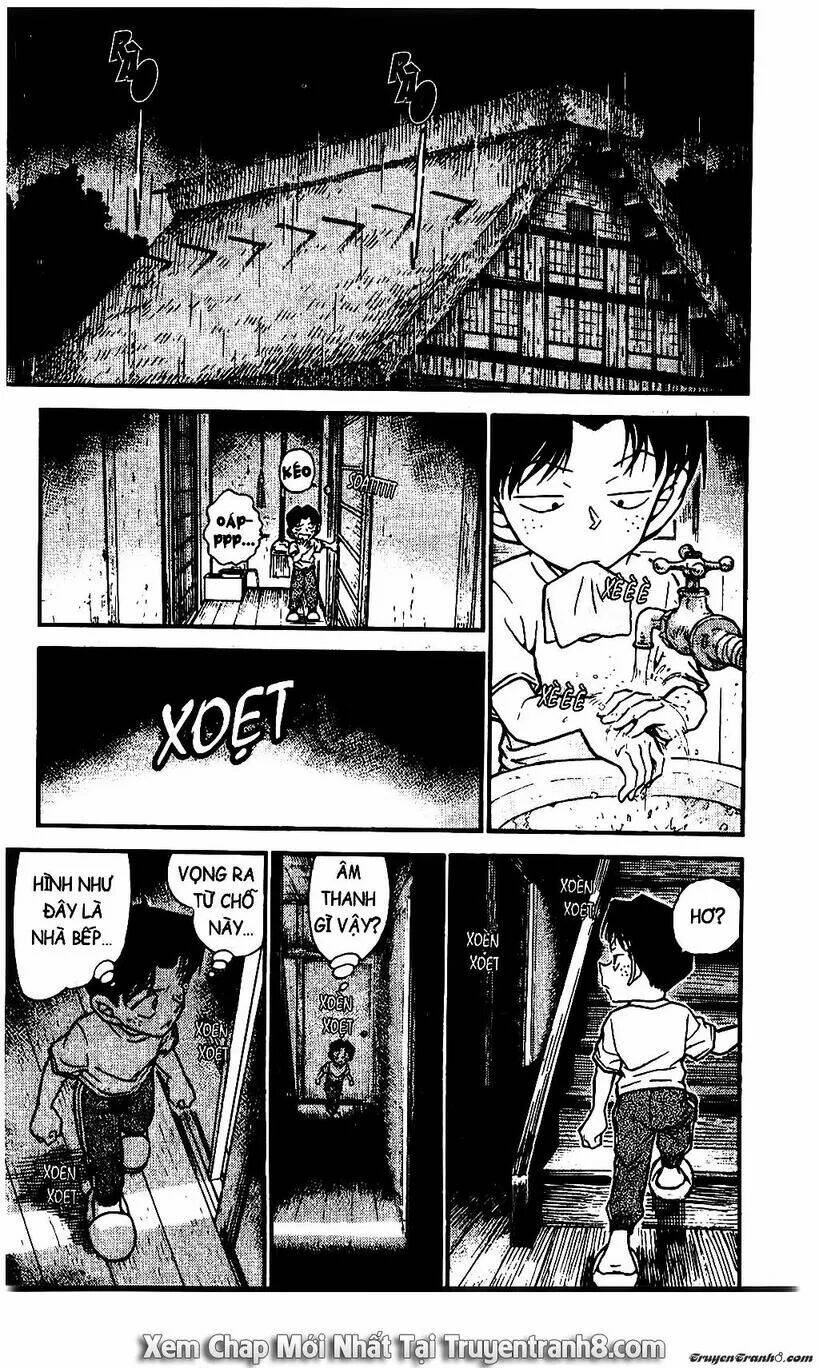 RÀO
RÀO
XÈÈÈ
XÈÈÈ
KÉO
SOẠTTTT
OÁP-
PPP...
XOẸT
HƠ?
XOÈN
XOẸT
XOÈN
XOẸT
ÂM
THANH
GÌ VẬY?
XOÈN
XOẸT
VỌNG RA
TỪ CHỖ
NÀY...
HÌNH NHƯ
ĐÂY LÀ
NHÀ BẾP...
XOÈN
XOẸT
XOÈN
XOẸT
Xem Chap Mới Nhất Tại Truyentranh8.com
TruyenTranh8.com